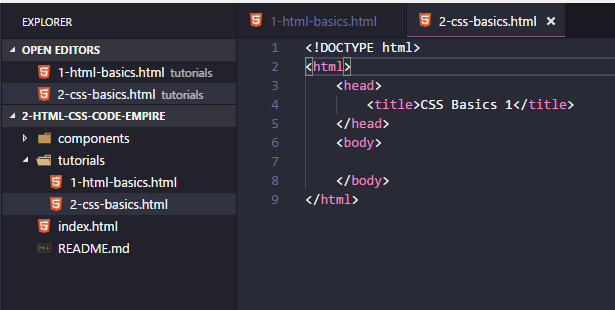 EXPLORER
OPEN EDITORS
1-html-basics.html tutorials
2-css-basics.html tutorials
2-HTML-CSS-CODE-EMPIRE
components
tutorials
1-html-basics.html
2-css-basics.html
index.html
README.md
1-html-basics.html 2-css-basics.html ×
1 <!DOCTYPE html>
2 <html>
3 <head>
4 <title>CSS Basics 1</title>
5 </head>
6 <body>
7
8 </body>
9 </html>